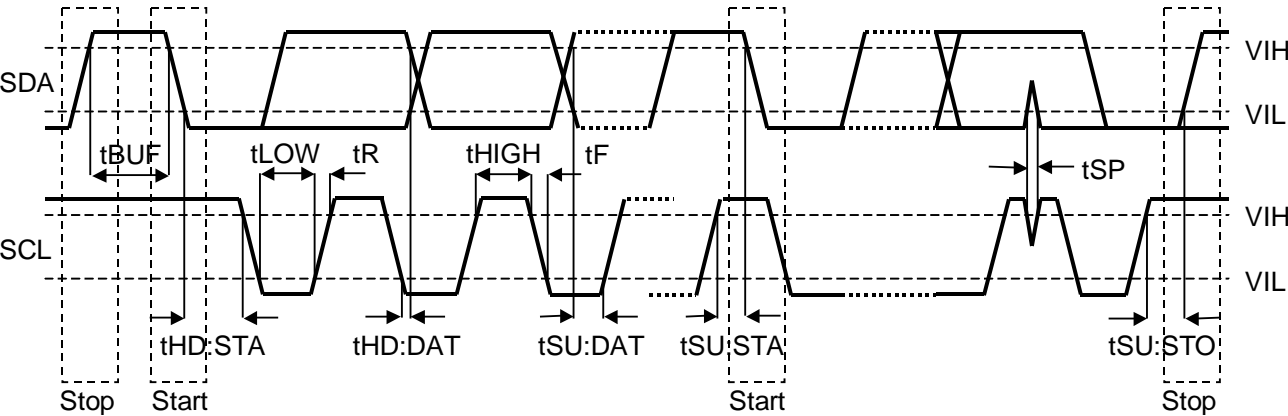 VIH
SDA
VIL
tBUF
tLOW
tR
tHIGH
tF
tSP
VIH
SCL
VIL
tHD:STA
tHD:DAT
tSU:DAT
tSU:STA
tSU:STO
Stop
Start
Start
Stop